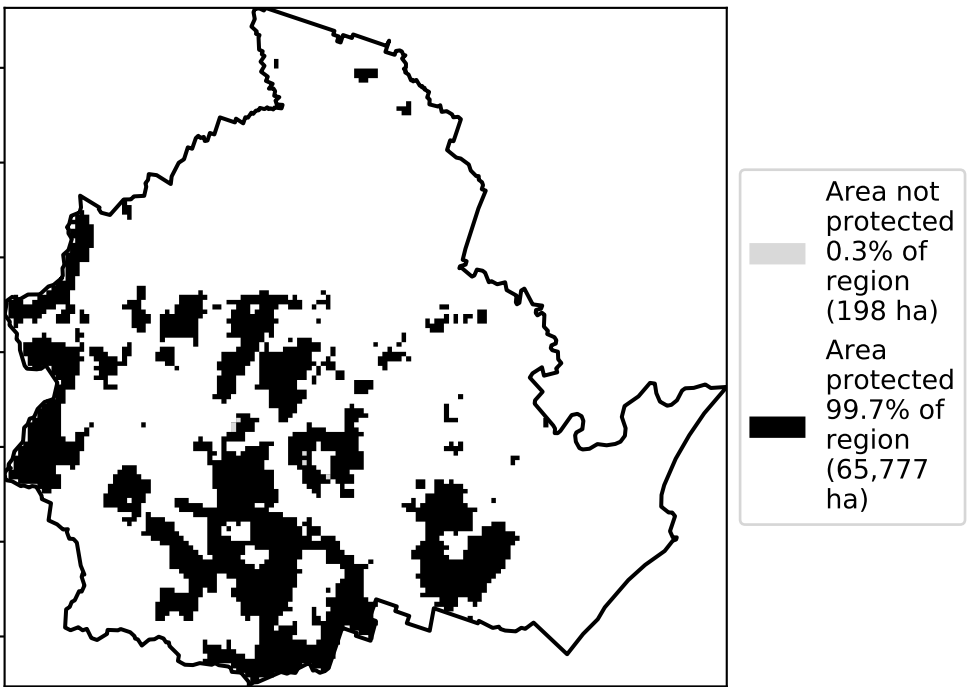 Area not
protected
0.3% of
region
(198 ha)
Area
protected
99.7% of
region
(65,777
ha)